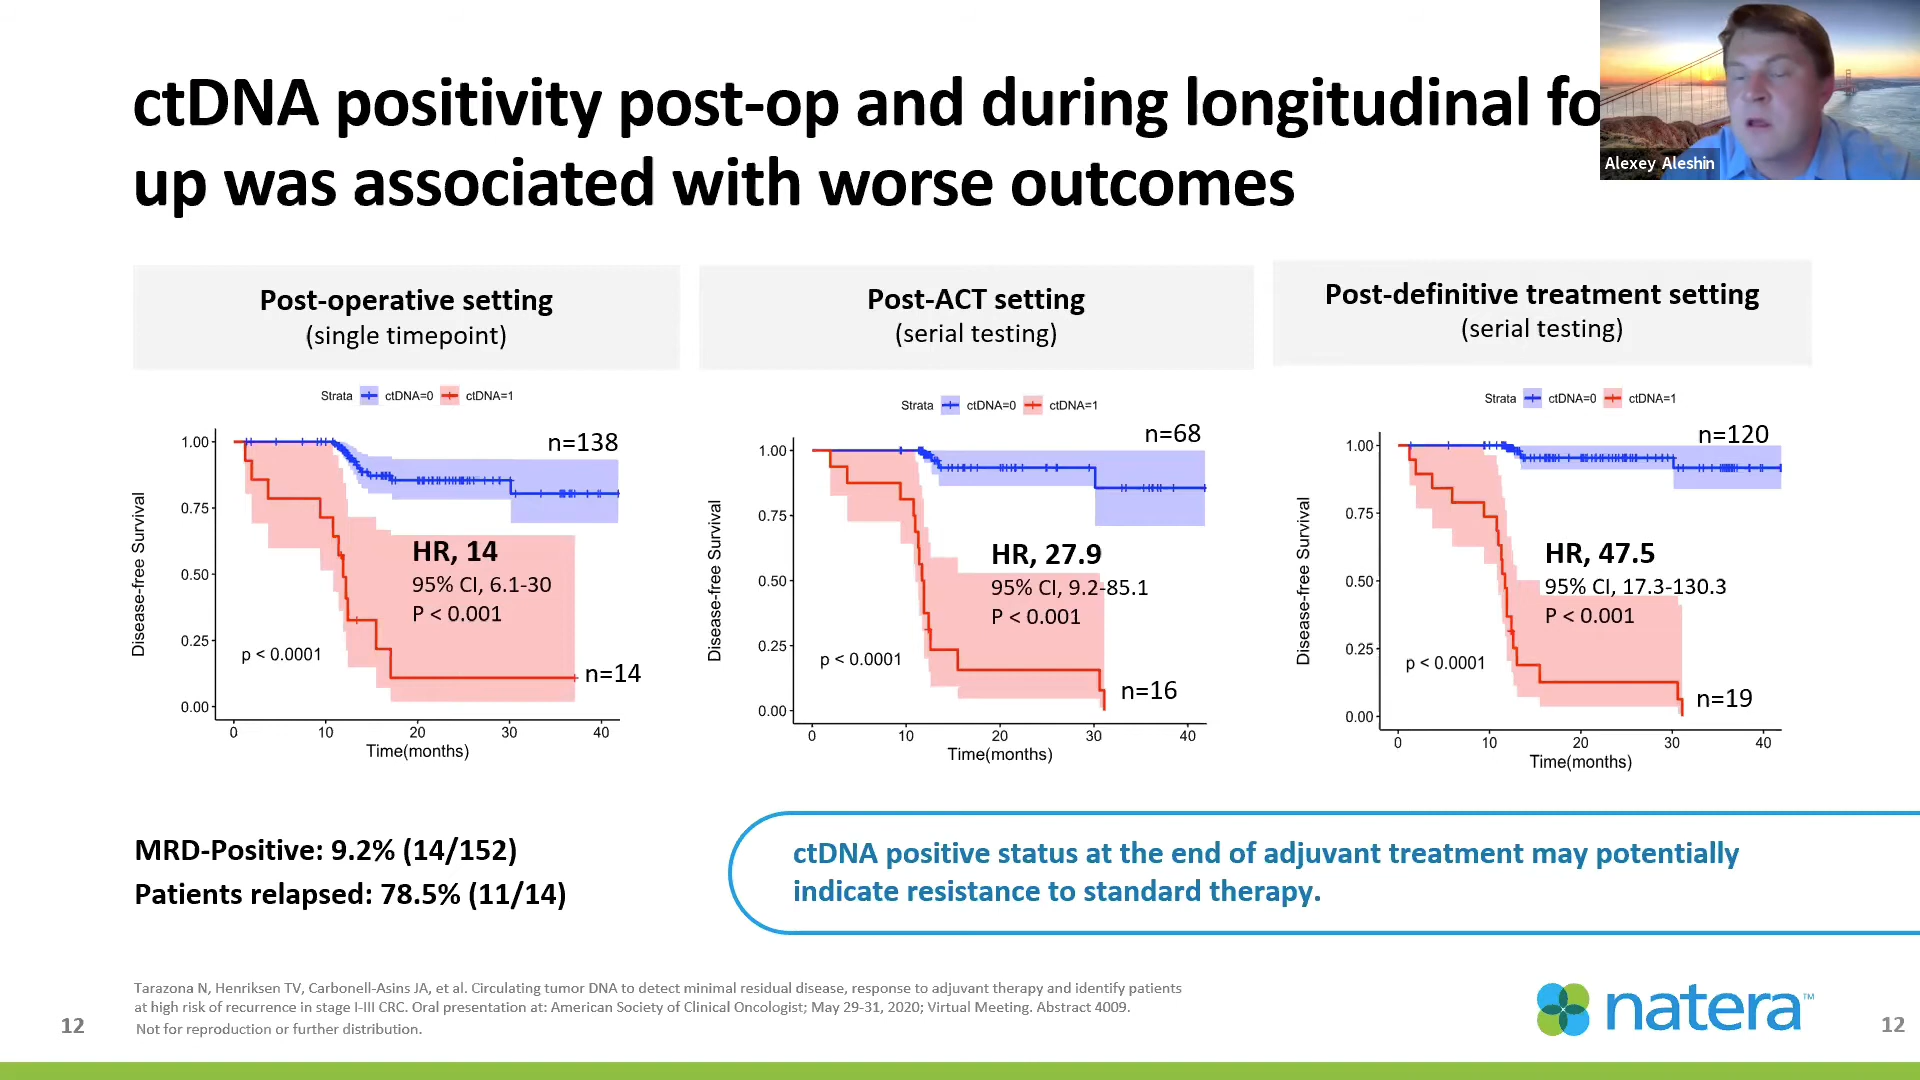 ctDNA positivity post-op and during longitudinal fo
up was associated with worse outcomes
Alexey Aleshin
Post-operative setting
(single timepoint)
Strata ctDNA=0 ctDNA=1
1.00
0.75
0.50
0.25
0.00
Disease-free Survival
n=138
HR, 14
95% CI, 6.1-30
P < 0.001
p < 0.0001
n=14
0 10 20 30 40
Time(months)
Post-ACT setting
(serial testing)
Strata ctDNA=0 ctDNA=1
1.00
0.75
0.50
0.25
0.00
Disease-free Survival
n=68
HR, 27.9
95% CI, 9.2-85.1
P < 0.001
p < 0.0001
n=16
0 10 20 30 40
Time(months)
Post-definitive treatment setting
(serial testing)
Strata ctDNA=0 ctDNA=1
1.00
0.75
0.50
0.25
0.00
Disease-free Survival
n=120
HR, 47.5
95% CI, 17.3-130.3
P < 0.001
p < 0.0001
n=19
0 10 20 30 40
Time(months)
MRD-Positive: 9.2% (14/152)
Patients relapsed: 78.5% (11/14)
ctDNA positive status at the end of adjuvant treatment may potentially
indicate resistance to standard therapy.
Tarazona N, Henriksen TV, Carbonell-Asins JA, et al. Circulating tumor DNA to detect minimal residual disease, response to adjuvant therapy and identify patients
at high risk of recurrence in stage I-III CRC. Oral presentation at: American Society of Clinical Oncologist; May 29-31, 2020; Virtual Meeting. Abstract 4009.
Not for reproduction or further distribution.
12
natera™
12